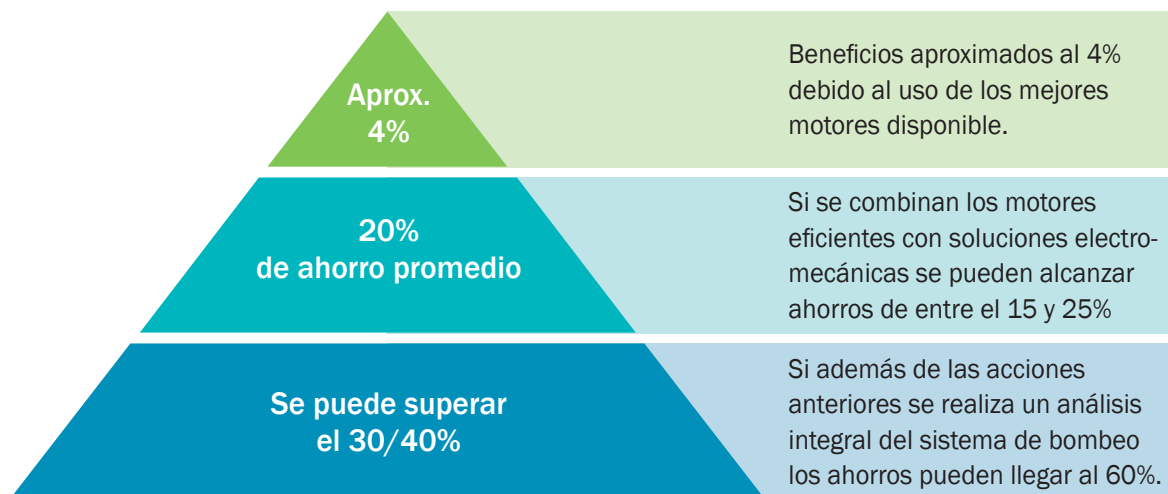 Aprox.
4%
Beneficios aproximados al 4%
debido al uso de los mejores
motores disponible.
20%
de ahorro promedio
Si se combinan los motores
eficientes con soluciones electro-
mecánicas se pueden alcanzar
ahorros de entre el 15 y 25%
Se puede superar
el 30/40%
Si además de las acciones
anteriores se realiza un análisis
integral del sistema de bombeo
los ahorros pueden llegar al 60%.